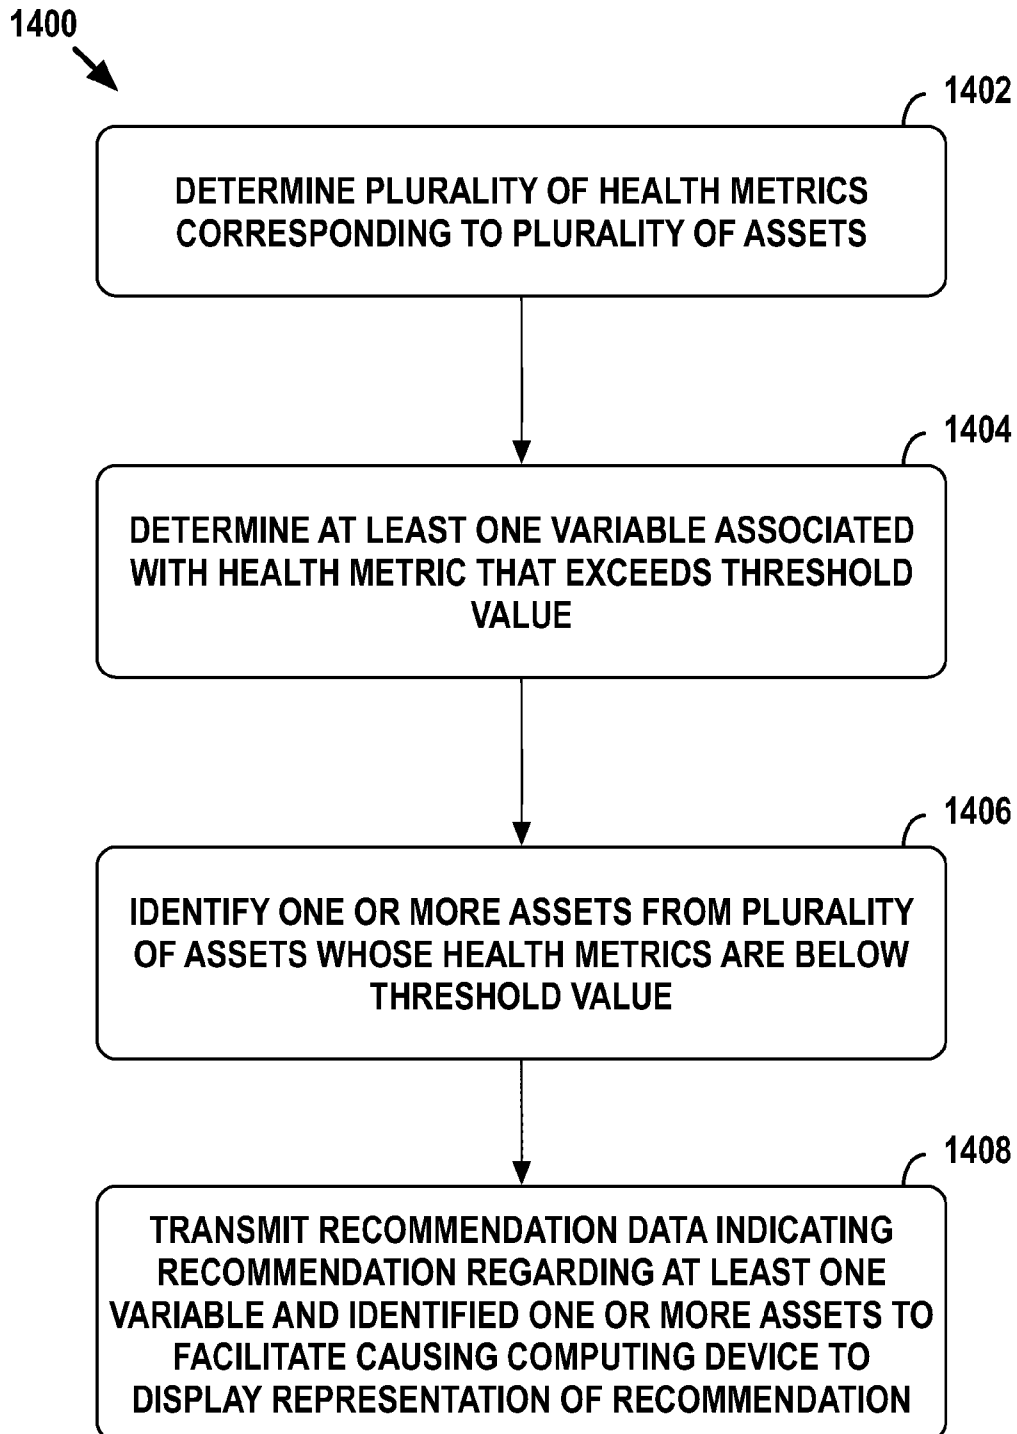 1400
1402
DETERMINE PLURALITY OF HEALTH METRICS
CORRESPONDING TO PLURALITY OF ASSETS
1404
DETERMINE AT LEAST ONE VARIABLE ASSOCIATED
WITH HEALTH METRIC THAT EXCEEDS THRESHOLD
VALUE
1406
IDENTIFY ONE OR MORE ASSETS FROM PLURALITY
OF ASSETS WHOSE HEALTH METRICS ARE BELOW
THRESHOLD VALUE
1408
TRANSMIT RECOMMENDATION DATA INDICATING
RECOMMENDATION REGARDING AT LEAST ONE
VARIABLE AND IDENTIFIED ONE OR MORE ASSETS TO
FACILITATE CAUSING COMPUTING DEVICE TO
DISPLAY REPRESENTATION OF RECOMMENDATION